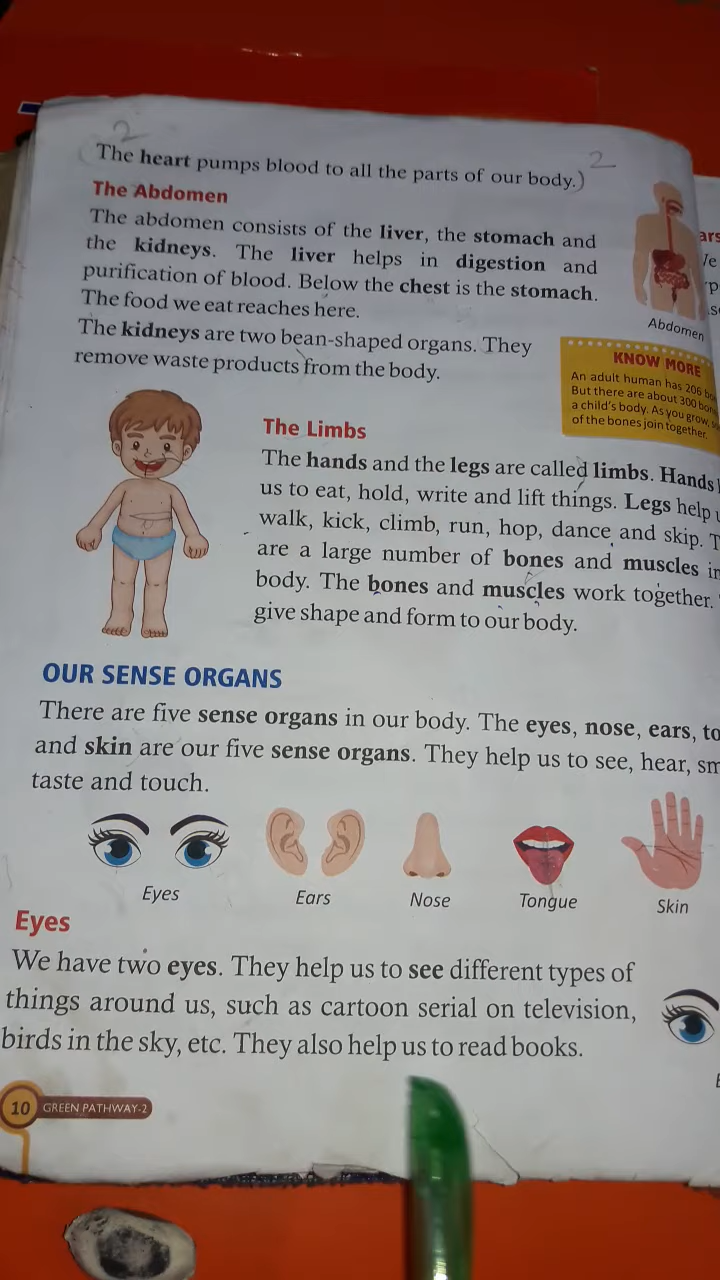 2
2
The heart pumps blood to all the parts of our body.)
The Abdomen
The abdomen consists of the liver, the stomach and
the kidneys. The liver helps in digestion and
purification of blood. Below the chest is the stomach.
The food we eat reaches here.
The kidneys are two bean-shaped organs. They
remove waste products from the body.
Abdomen
KNOW MORE
An adult human has 206
But there are about 300
a child's body. As you grow,
of the bones join together.
The Limbs
The hands and the legs are called limbs. Hands
us to eat, hold, write and lift things. Legs help
walk, kick, climb, run, hop, dance and skip.
are a large number of bones and muscles
body. The bones and muscles work together.
give shape and form to our body.
OUR SENSE ORGANS
There are five sense organs in our body. The eyes, nose, ears,
and skin are our five sense organs. They help us to see, hear,
taste and touch.
Eyes
Ears
Nose
Tongue
Skin
Eyes
We have two eyes. They help us to see different types of
things around us, such as cartoon serial on television,
birds in the sky, etc. They also help us to read books.
10 GREEN PATHWAY-2